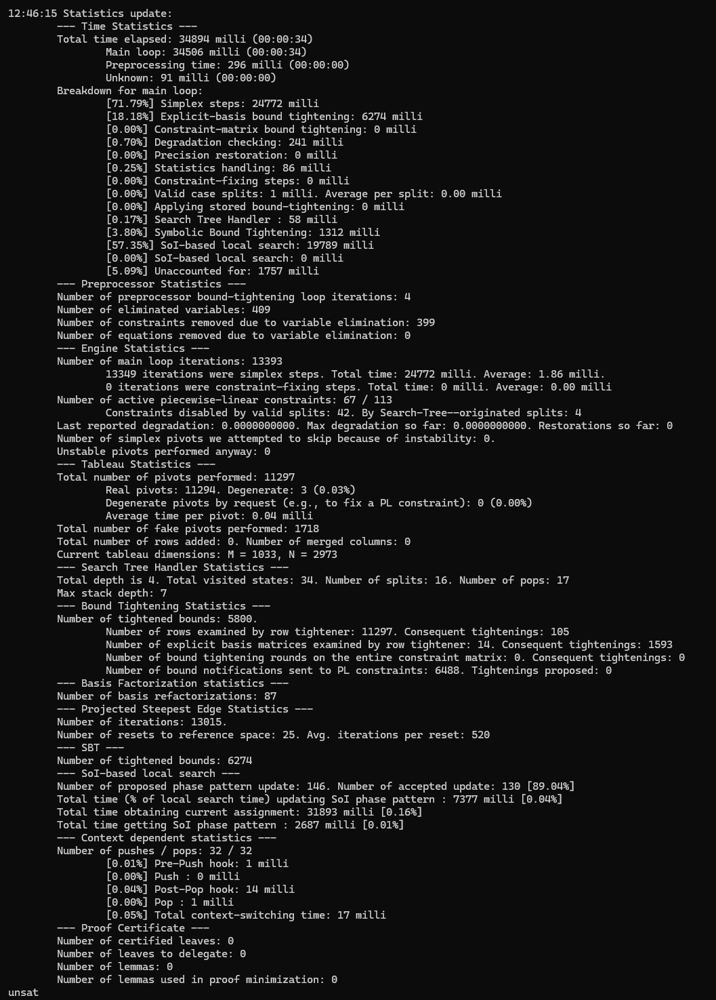 12:46:15 Statistics update:
--- Time Statistics ---
Total time elapsed: 34894 milli (00:00:34)
Main loop: 34506 milli (00:00:34)
Preprocessing time: 296 milli (00:00:00)
Unknown: 91 milli (00:00:00)
Breakdown for main loop:
[71.79%] Simplex steps: 24772 milli
[18.18%] Explicit-basis bound tightening: 6274 milli
[0.00%] Constraint-matrix bound tightening: 0 milli
[0.70%] Degradation checking: 241 milli
[0.00%] Precision restoration: 0 milli
[0.25%] Statistics handling: 86 milli
[0.00%] Constraint-fixing steps: 0 milli
[0.00%] Valid case splits: 1 milli. Average per split: 0.00 milli
[0.00%] Applying stored bound-tightening: 0 milli
[0.17%] Search Tree Handler : 58 milli
[3.80%] Symbolic Bound Tightening: 1312 milli
[57.35%] SoI-based local search: 19789 milli
[0.00%] SoI-based local search: 0 milli
[5.09%] Unaccounted for: 1757 milli
--- Preprocessor Statistics ---
Number of preprocessor bound-tightening loop iterations: 4
Number of eliminated variables: 409
Number of constraints removed due to variable elimination: 399
Number of equations removed due to variable elimination: 0
--- Engine Statistics ---
Number of main loop iterations: 13393
13349 iterations were simplex steps. Total time: 24772 milli. Average: 1.86 milli.
0 iterations were constraint-fixing steps. Total time: 0 milli. Average: 0.00 milli
Number of active piecewise-linear constraints: 67 / 113
Constraints disabled by valid splits: 42. By Search-Tree--originated splits: 4
Last reported degradation: 0.0000000000. Max degradation so far: 0.0000000000. Restorations so far: 0
Number of simplex pivots we attempted to skip because of instability: 0.
Unstable pivots performed anyway: 0
--- Tableau Statistics ---
Total number of pivots performed: 11297
Real pivots: 11294. Degenerate: 3 (0.03%)
Degenerate pivots by request (e.g., to fix a PL constraint): 0 (0.00%)
Average time per pivot: 0.04 milli
Total number of fake pivots performed: 1718
Total number of rows added: 0. Number of merged columns: 0
Current tableau dimensions: M = 1033, N = 2973
--- Search Tree Handler Statistics ---
Total depth is 4. Total visited states: 34. Number of splits: 16. Number of pops: 17
Max stack depth: 7
--- Bound Tightening Statistics ---
Number of tightened bounds: 5800.
Number of rows examined by row tightener: 11297. Consequent tightenings: 105
Number of explicit basis matrices examined by row tightener: 14. Consequent tightenings: 1593
Number of bound tightening rounds on the entire constraint matrix: 0. Consequent tightenings: 0
Number of bound notifications sent to PL constraints: 6488. Tightenings proposed: 0
--- Basis Factorization statistics ---
Number of basis refactorizations: 87
--- Projected Steepest Edge Statistics ---
Number of iterations: 13015.
Number of resets to reference space: 25. Avg. iterations per reset: 520
--- SBT ---
Number of tightened bounds: 6274
--- SoI-based local search ---
Number of proposed phase pattern update: 146. Number of accepted update: 130 [89.04%]
Total time (% of local search time) updating SoI phase pattern : 7377 milli [0.04%]
Total time obtaining current assignment: 31893 milli [0.16%]
Total time getting SoI phase pattern : 2687 milli [0.01%]
--- Context dependent statistics ---
Number of pushes / pops: 32 / 32
[0.01%] Pre-Push hook: 1 milli
[0.00%] Push : 0 milli
[0.04%] Post-Pop hook: 14 milli
[0.00%] Pop : 1 milli
[0.05%] Total context-switching time: 17 milli
--- Proof Certificate ---
Number of certified leaves: 0
Number of leaves to delegate: 0
Number of lemmas: 0
Number of lemmas used in proof minimization: 0
unsat